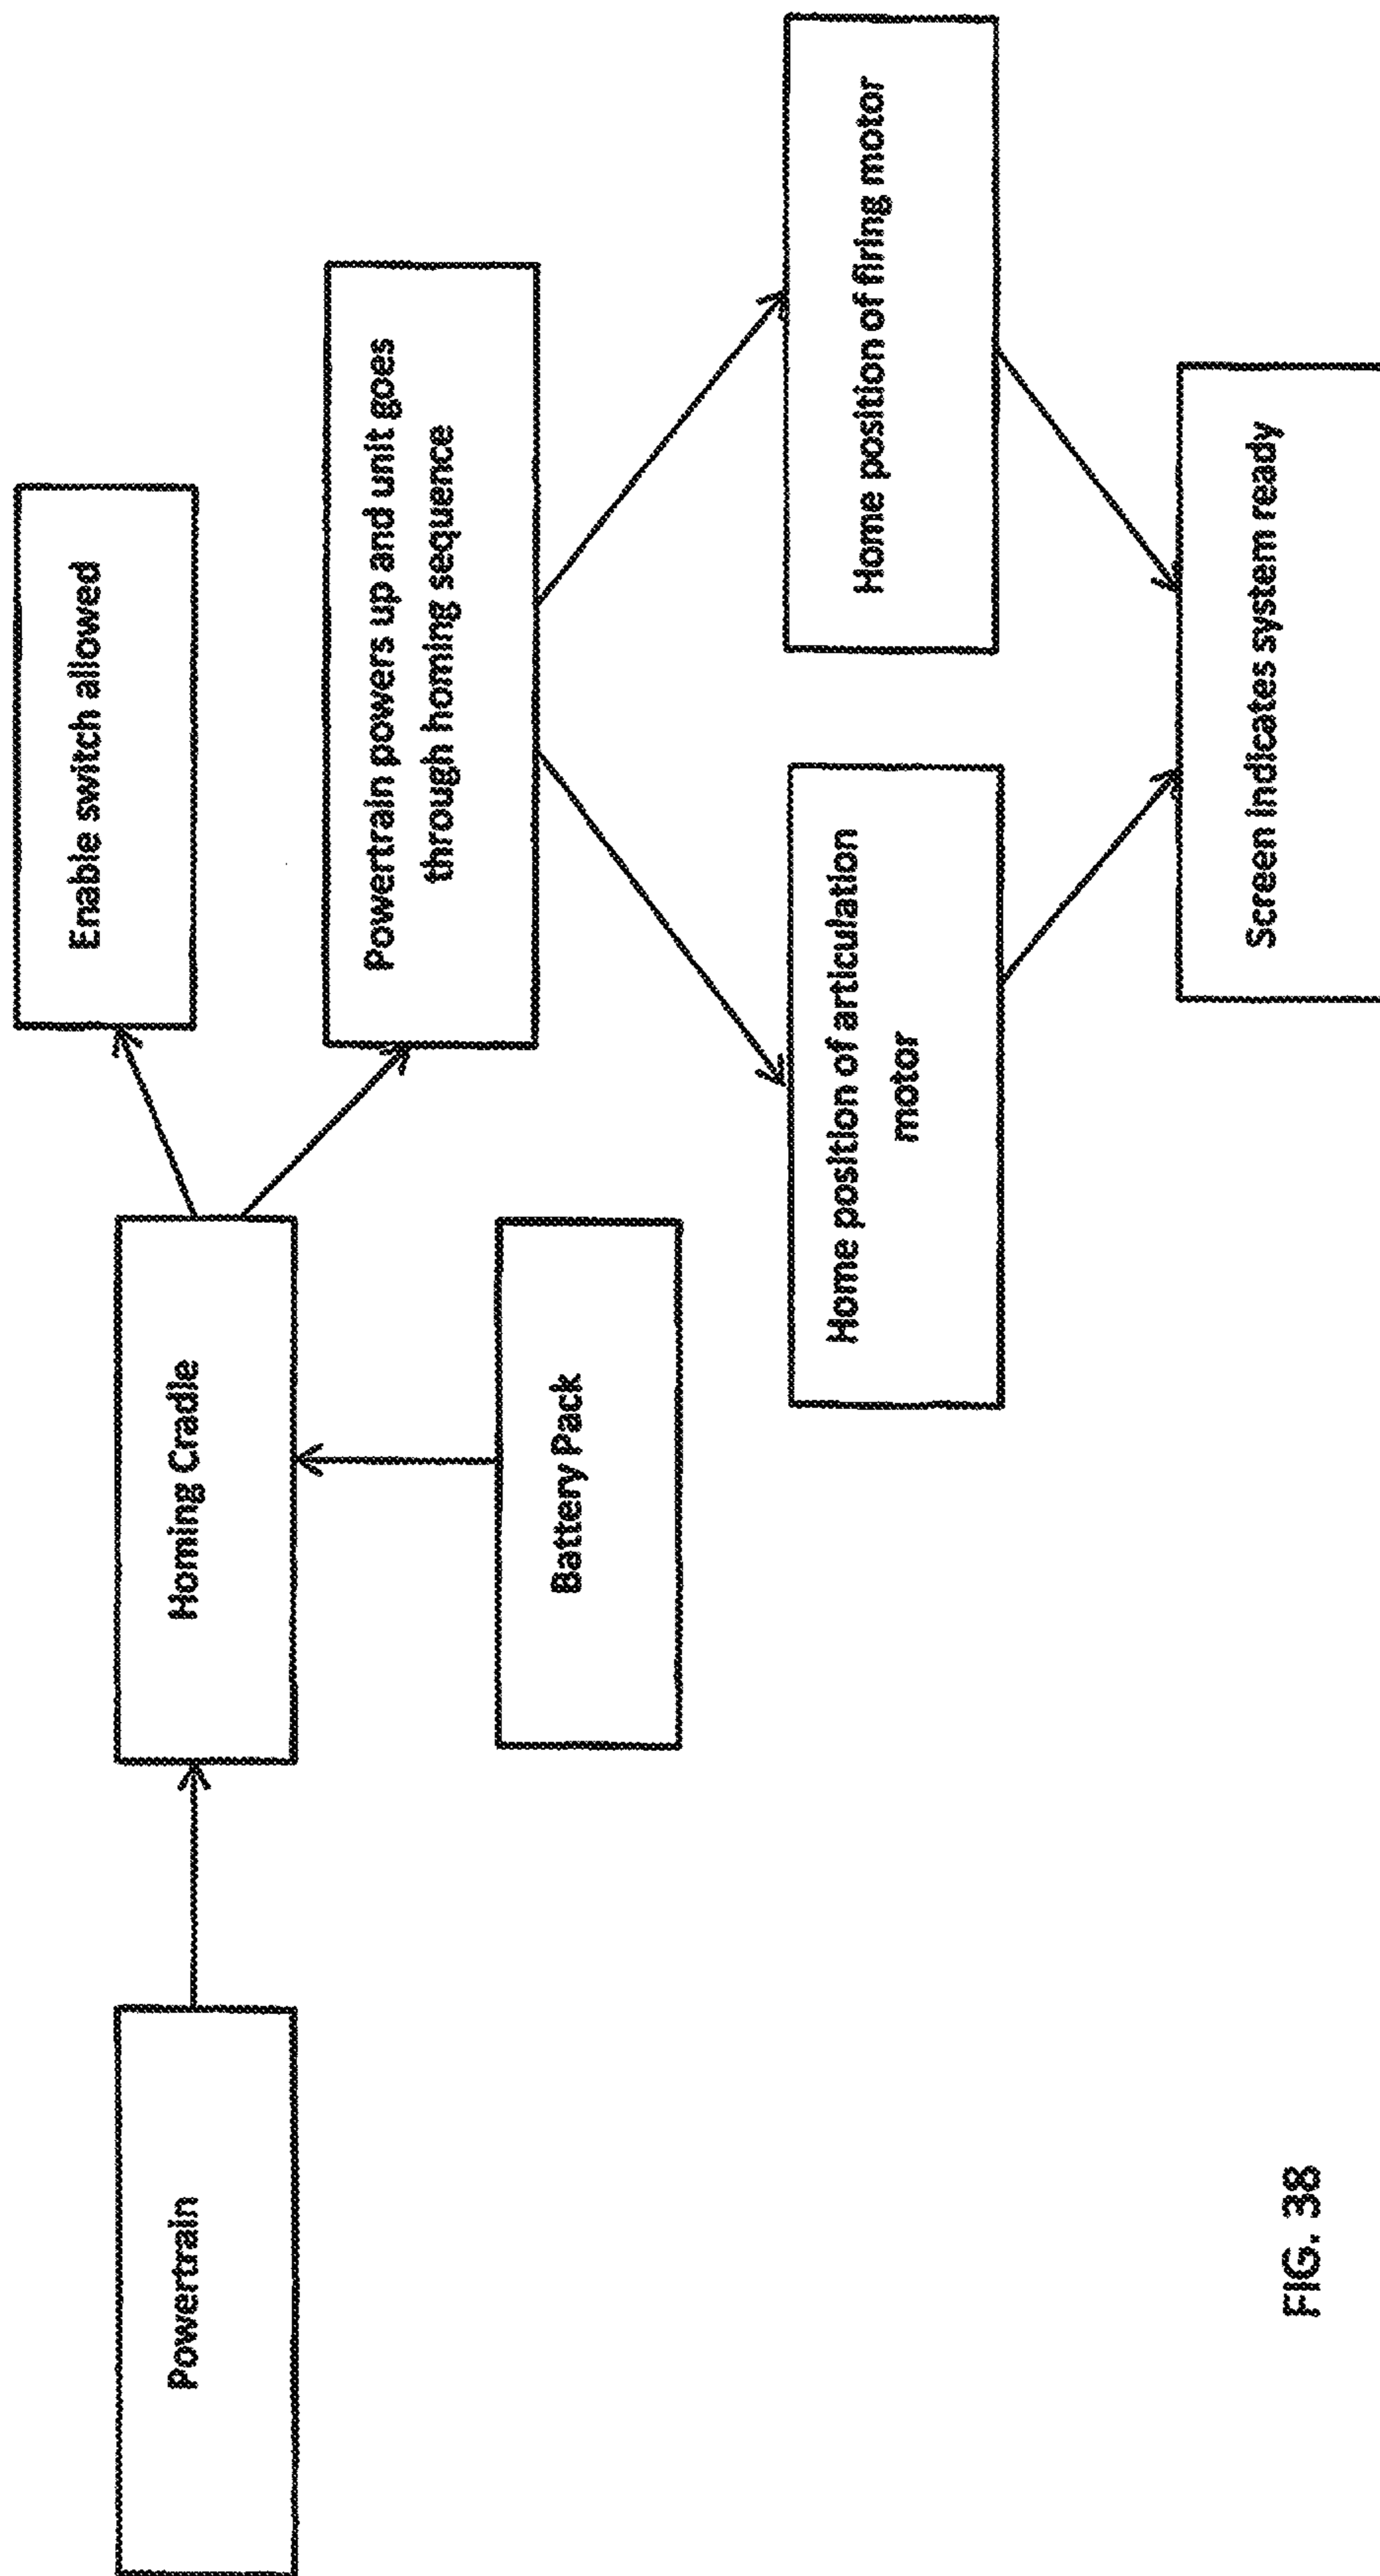 Powertrain
Homing Cradle
Enable switch allowed
Battery Pack
Powertrain powers up and unit goes
through homing sequence
Home position of articulation
motor
Home position of firing motor
Screen indicates system ready
FIG. 38